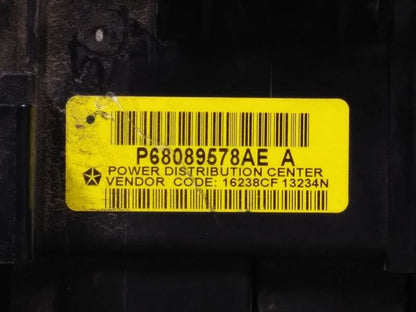 P68089578AE A
POWER DISTRIBUTION CENTER
VENDOR CODE: 16238CF 13234N